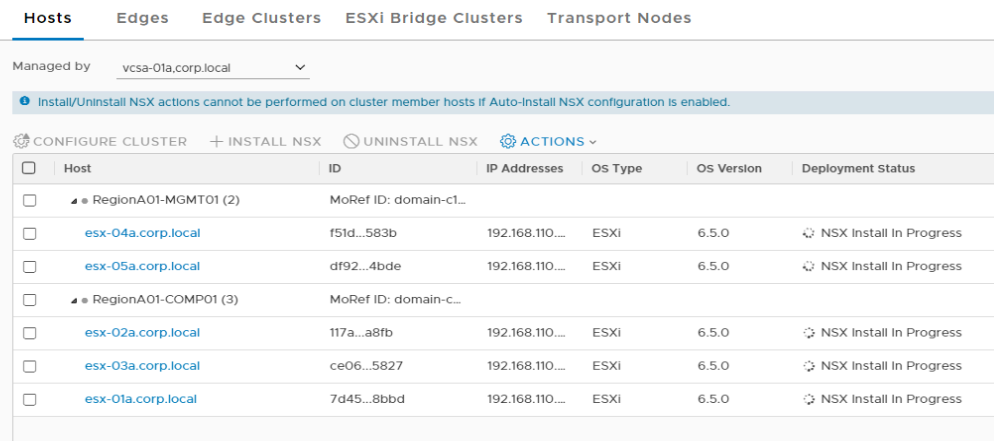 Hosts Edges Edge Clusters ESXi Bridge Clusters Transport Nodes
Managed by vcsa-01a,corp.local
Install/Uninstall NSX actions cannot be performed on cluster member hosts if Auto-Install NSX configuration is enabled.
CONFIGURE CLUSTER + INSTALL NSX UNINSTALL NSX ACTIONS
Host ID IP Addresses OS Type OS Version Deployment Status
RegionA01-MGMT01 (2) MoRef ID: domain-c1...
esx-04a.corp.local f51d...583b 192.168.110.... ESXi 6.5.0 NSX Install In Progress
esx-05a.corp.local df92...4bde 192.168.110.... ESXi 6.5.0 NSX Install In Progress
RegionA01-COMP01 (3) MoRef ID: domain-c...
esx-02a.corp.local 117a...a8fb 192.168.110.... ESXi 6.5.0 NSX Install In Progress
esx-03a.corp.local ce06...5827 192.168.110.... ESXi 6.5.0 NSX Install In Progress
esx-01a.corp.local 7d45...8bbd 192.168.110.... ESXi 6.5.0 NSX Install In Progress